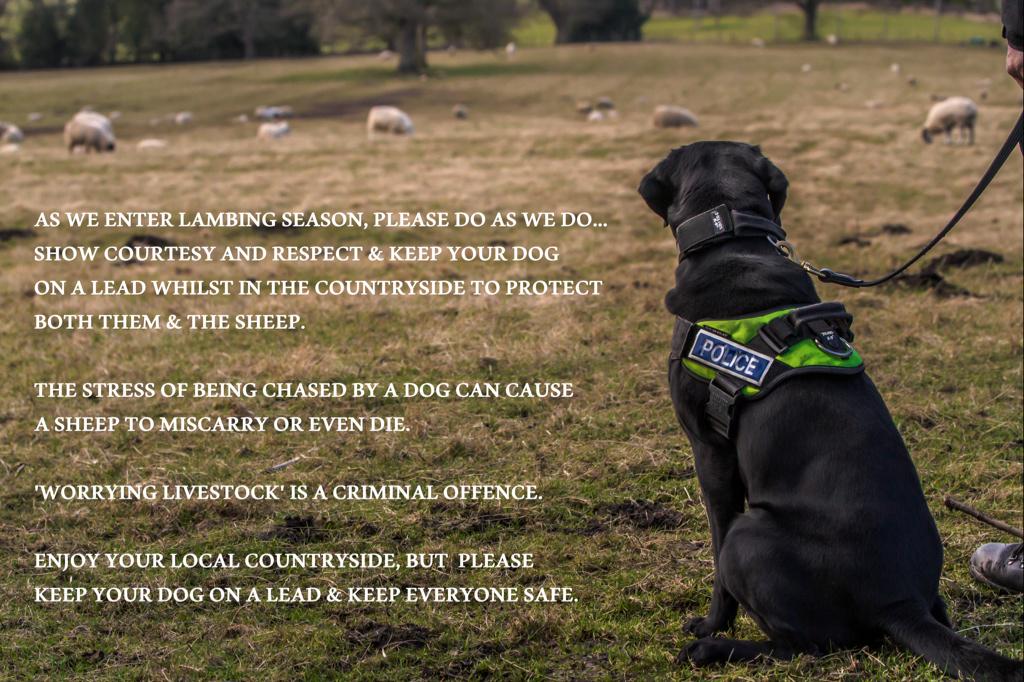 AS WE ENTER LAMBING SEASON, PLEASE DO AS WE DO...
SHOW COURTESY AND RESPECT & KEEP YOUR DOG
ON A LEAD WHILST IN THE COUNTRYSIDE TO PROTECT
BOTH THEM & THE SHEEP.
THE STRESS OF BEING CHASED BY A DOG CAN CAUSE
A SHEEP TO MISCARRY OR EVEN DIE.
'WORRYING LIVESTOCK' IS A CRIMINAL OFFENCE.
ENJOY YOUR LOCAL COUNTRYSIDE, BUT PLEASE
KEEP YOUR DOG ON A LEAD & KEEP EVERYONE SAFE.
POLICE